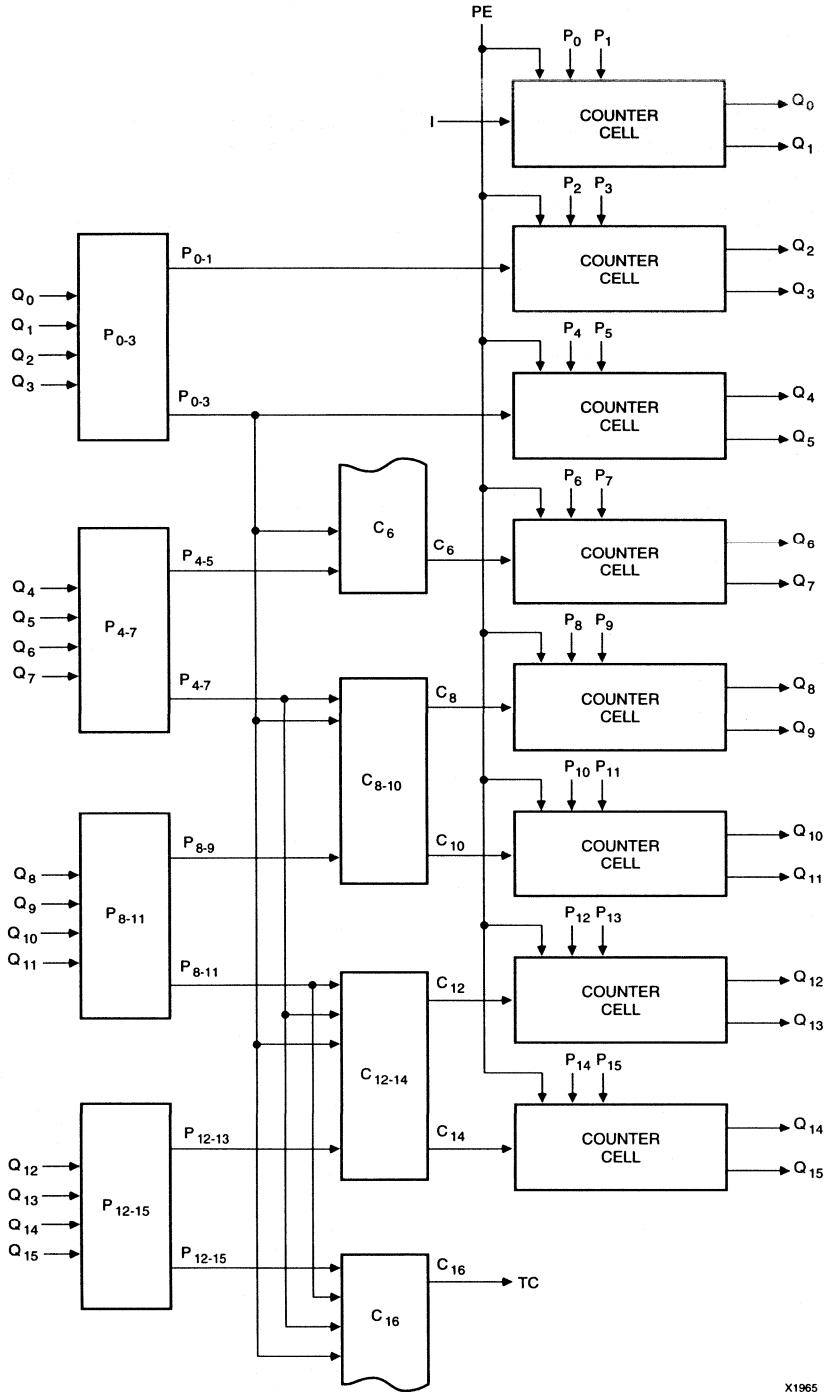 PE
P0 P1
I
COUNTER CELL
Q0
Q1
P2 P3
COUNTER CELL
Q2
Q3
Q0
Q1
Q2
Q3
P0-3
P0-1
P0-3
P4 P5
COUNTER CELL
Q4
Q5
P6 P7
C6
C6
COUNTER CELL
Q6
Q7
Q4
Q5
Q6
Q7
P4-7
P4-5
P4-7
P8 P9
C8
COUNTER CELL
Q8
Q9
C8-10
P10 P11
C10
COUNTER CELL
Q10
Q11
Q8
Q9
Q10
Q11
P8-11
P8-9
P8-11
P12 P13
C12
COUNTER CELL
Q12
Q13
C12-14
P14 P15
C14
COUNTER CELL
Q14
Q15
Q12
Q13
Q14
Q15
P12-15
P12-13
P12-15
C16
C16
TC
X1965